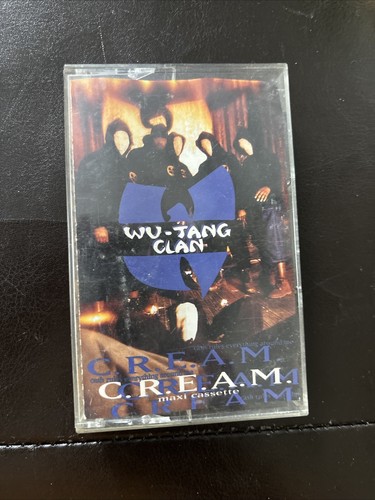 WU-TANG
CLAN
C.R.E.A.M.
C.R.E.A.M.
maxi cassette
C.R.E.A.M